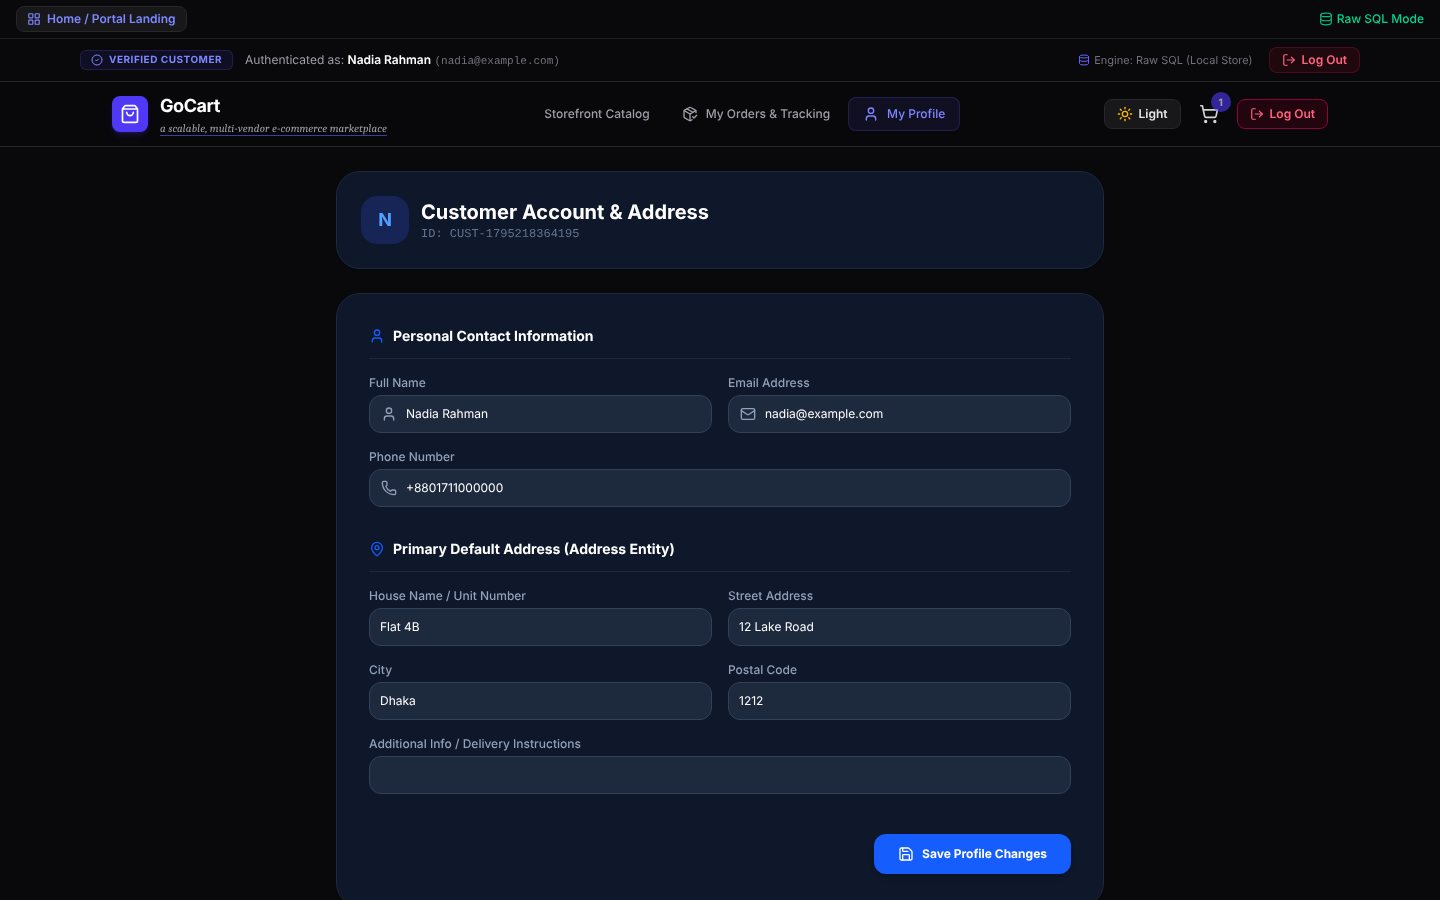 Home / Portal Landing
Raw SQL Mode
VERIFIED CUSTOMER
Authenticated as: Nadia Rahman (nadia@example.com)
Engine: Raw SQL (Local Store)
Log Out
GoCart
a scalable, multi-vendor e-commerce marketplace
Storefront Catalog
My Orders & Tracking
My Profile
Light
1
Log Out
N
Customer Account & Address
ID: CUST-1795218364195
Personal Contact Information
Full Name
Email Address
Nadia Rahman
nadia@example.com
Phone Number
+8801711000000
Primary Default Address (Address Entity)
House Name / Unit Number
Street Address
Flat 4B
12 Lake Road
City
Postal Code
Dhaka
1212
Additional Info / Delivery Instructions
Save Profile Changes